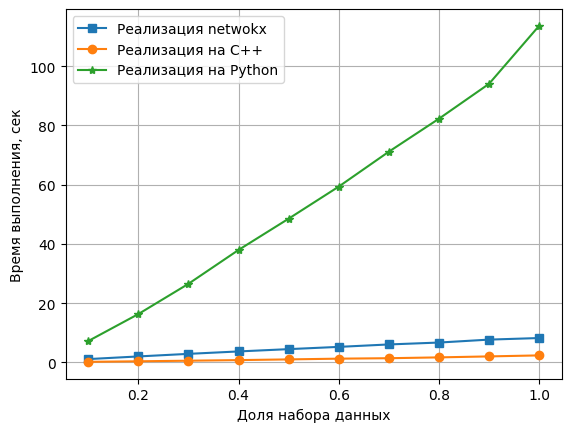 Реализация netwokx
Реализация на C++
Реализация на Python
Время выполнения, сек
100
80
60
40
20
0
0.2
0.4
0.6
0.8
1.0
Доля набора данных